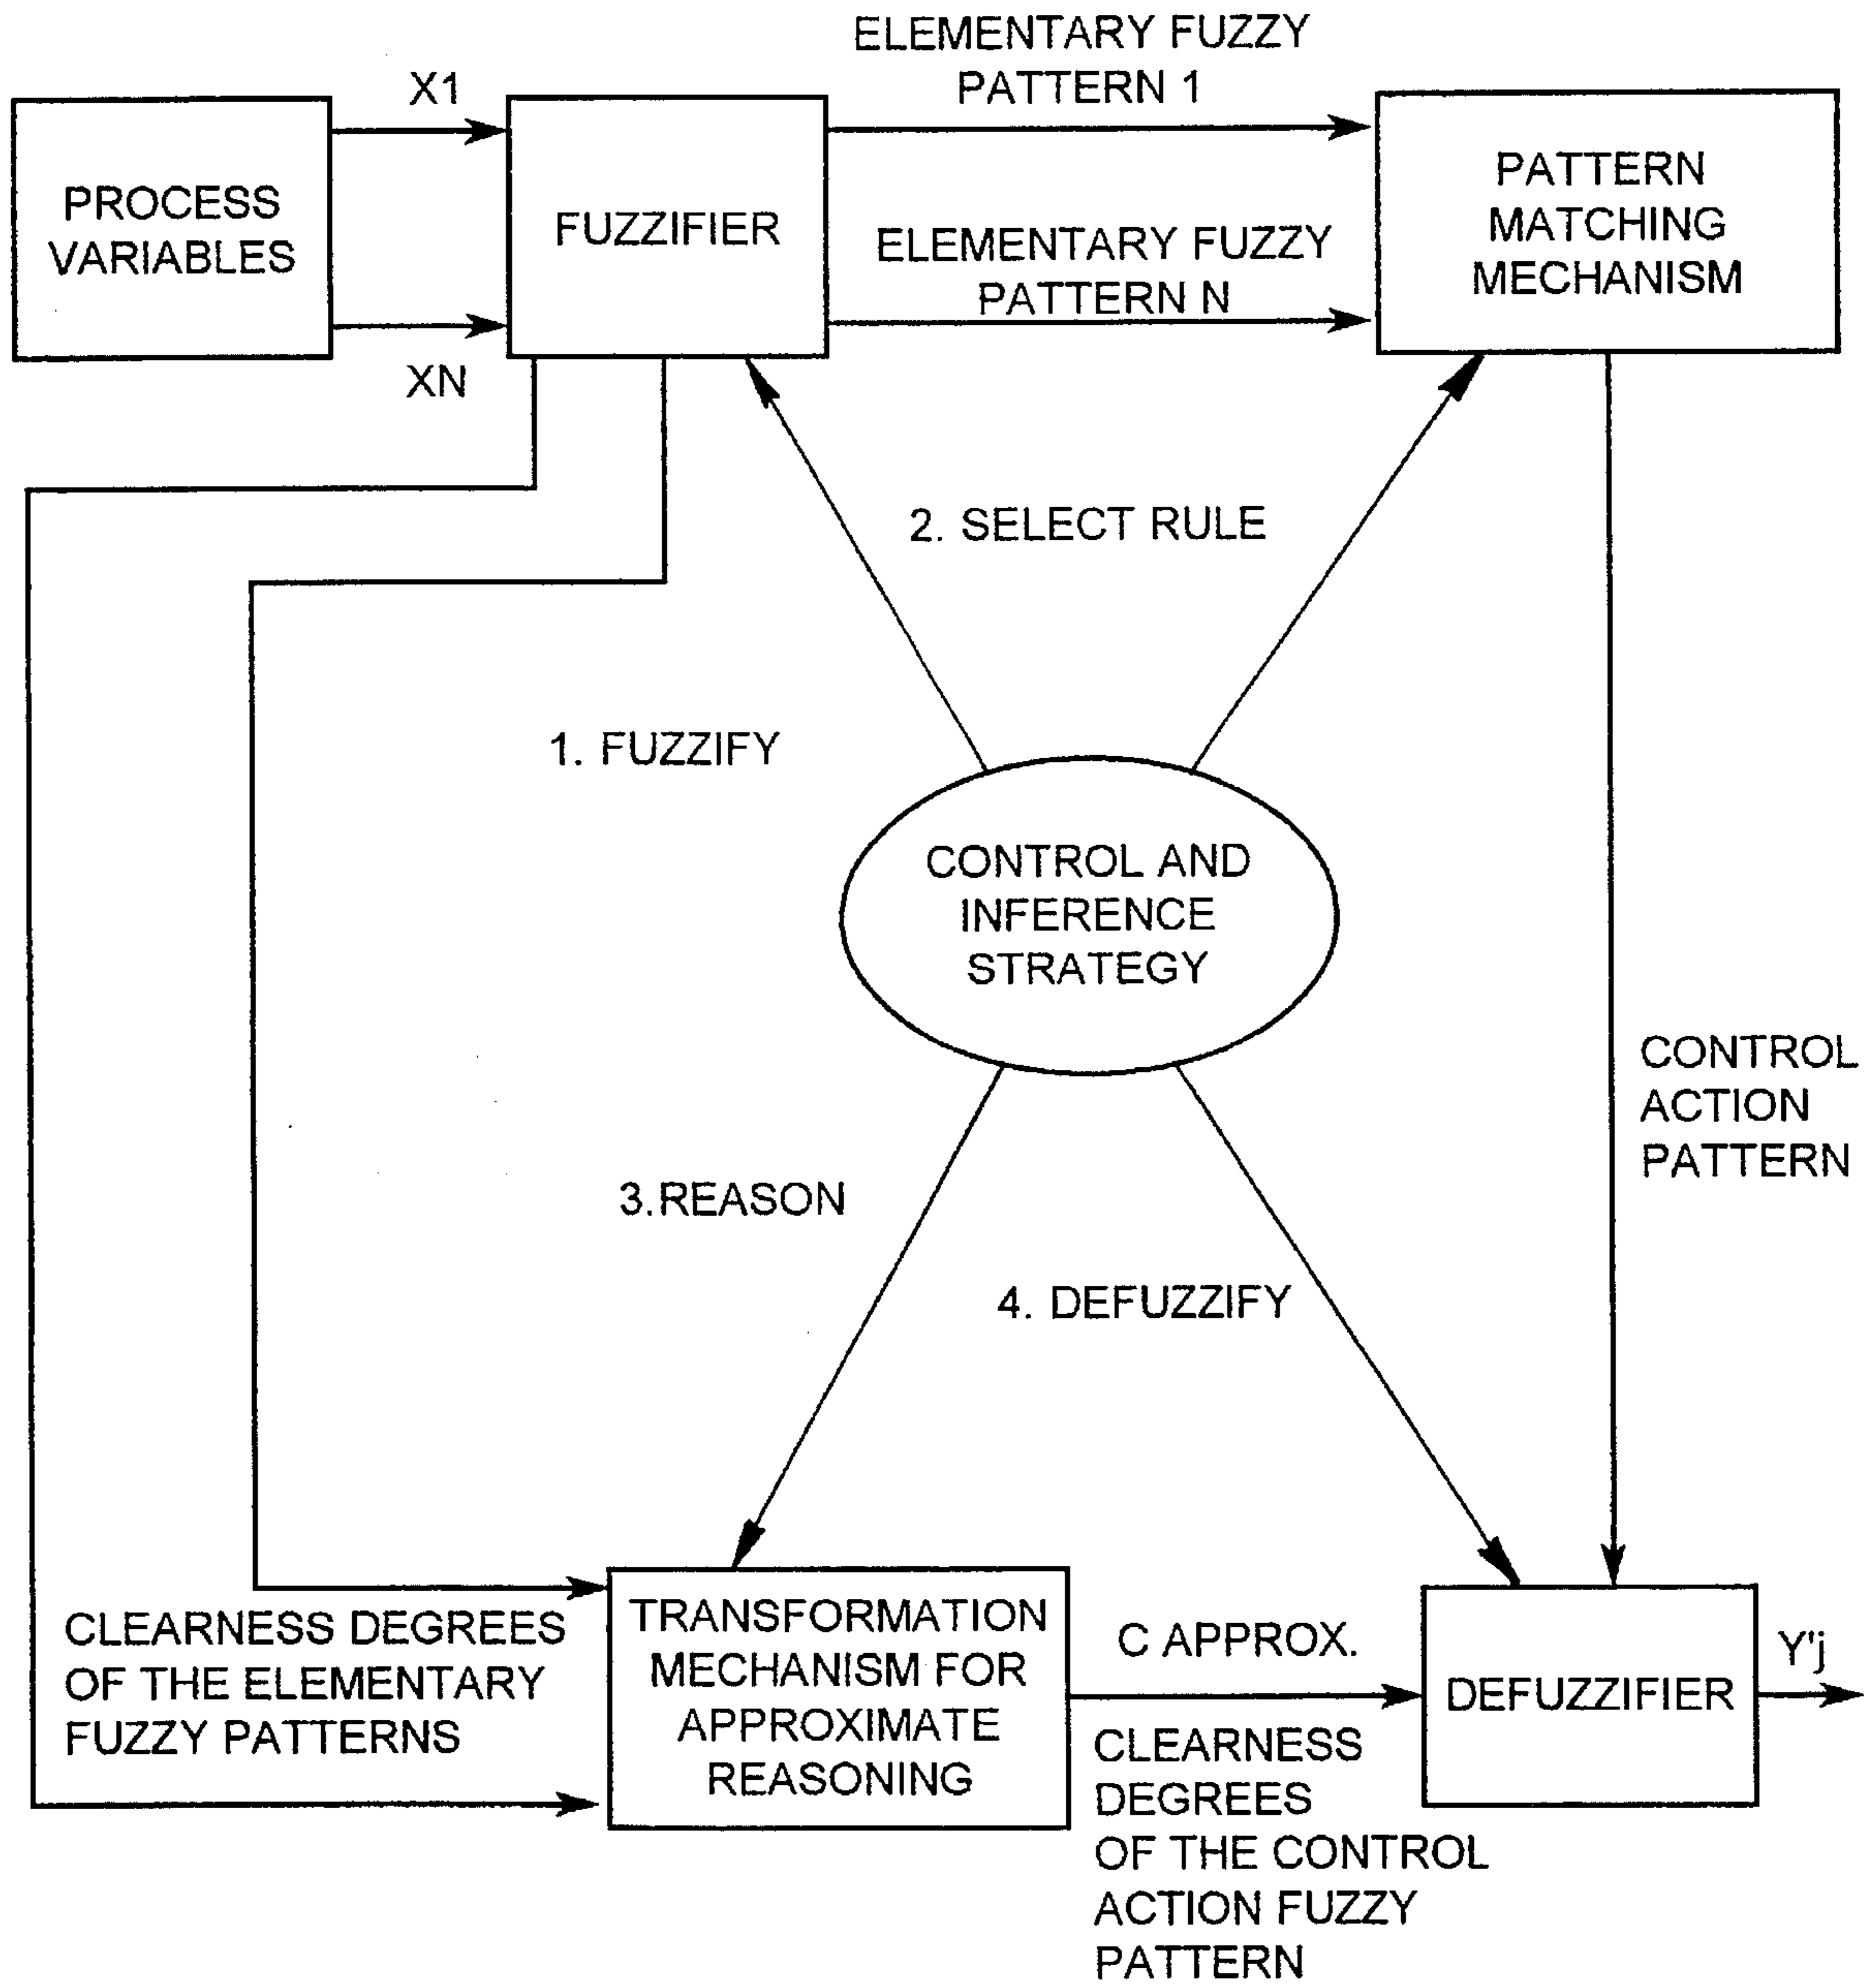 ELEMENTARY FUZZY
PATTERN 1
X1
PROCESS
VARIABLES
FUZZIFIER
ELEMENTARY FUZZY
PATTERN N
PATTERN
MATCHING
MECHANISM
XN
2. SELECT RULE
1. FUZZIFY
CONTROL AND
INFERENCE
STRATEGY
CONTROL
ACTION
PATTERN
3.REASON
4. DEFUZZIFY
CLEARNESS DEGREES
OF THE ELEMENTARY
FUZZY PATTERNS
TRANSFORMATION
MECHANISM FOR
APPROXIMATE
REASONING
C APPROX.
CLEARNESS
DEGREES
OF THE CONTROL
ACTION FUZZY
PATTERN
DEFUZZIFIER
Y'j